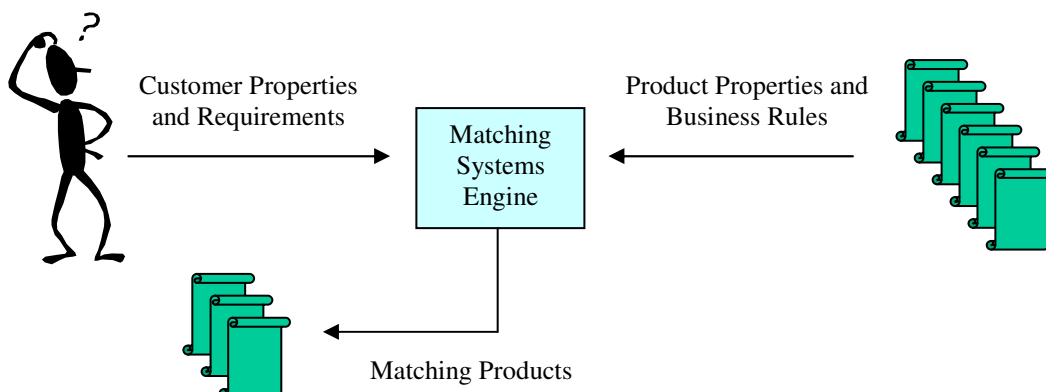 ?
Customer Properties
and Requirements
Product Properties and
Business Rules
Matching
Systems
Engine
Matching Products